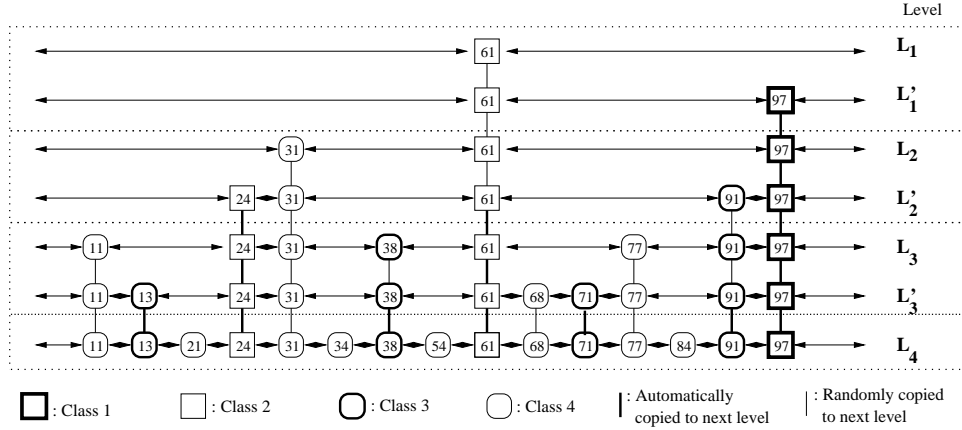 Level
61 L1
61 97 L'1
31 61 97 L2
24 31 61 91 97 L'2
11 24 31 38 61 77 91 97 L3
11 13 24 31 38 61 68 71 77 91 97 L'3
11 13 21 24 31 34 38 54 61 68 71 77 84 91 97 L4
: Class 1 : Class 2 : Class 3 : Class 4 : Automatically : Randomly copied
copied to next level to next level